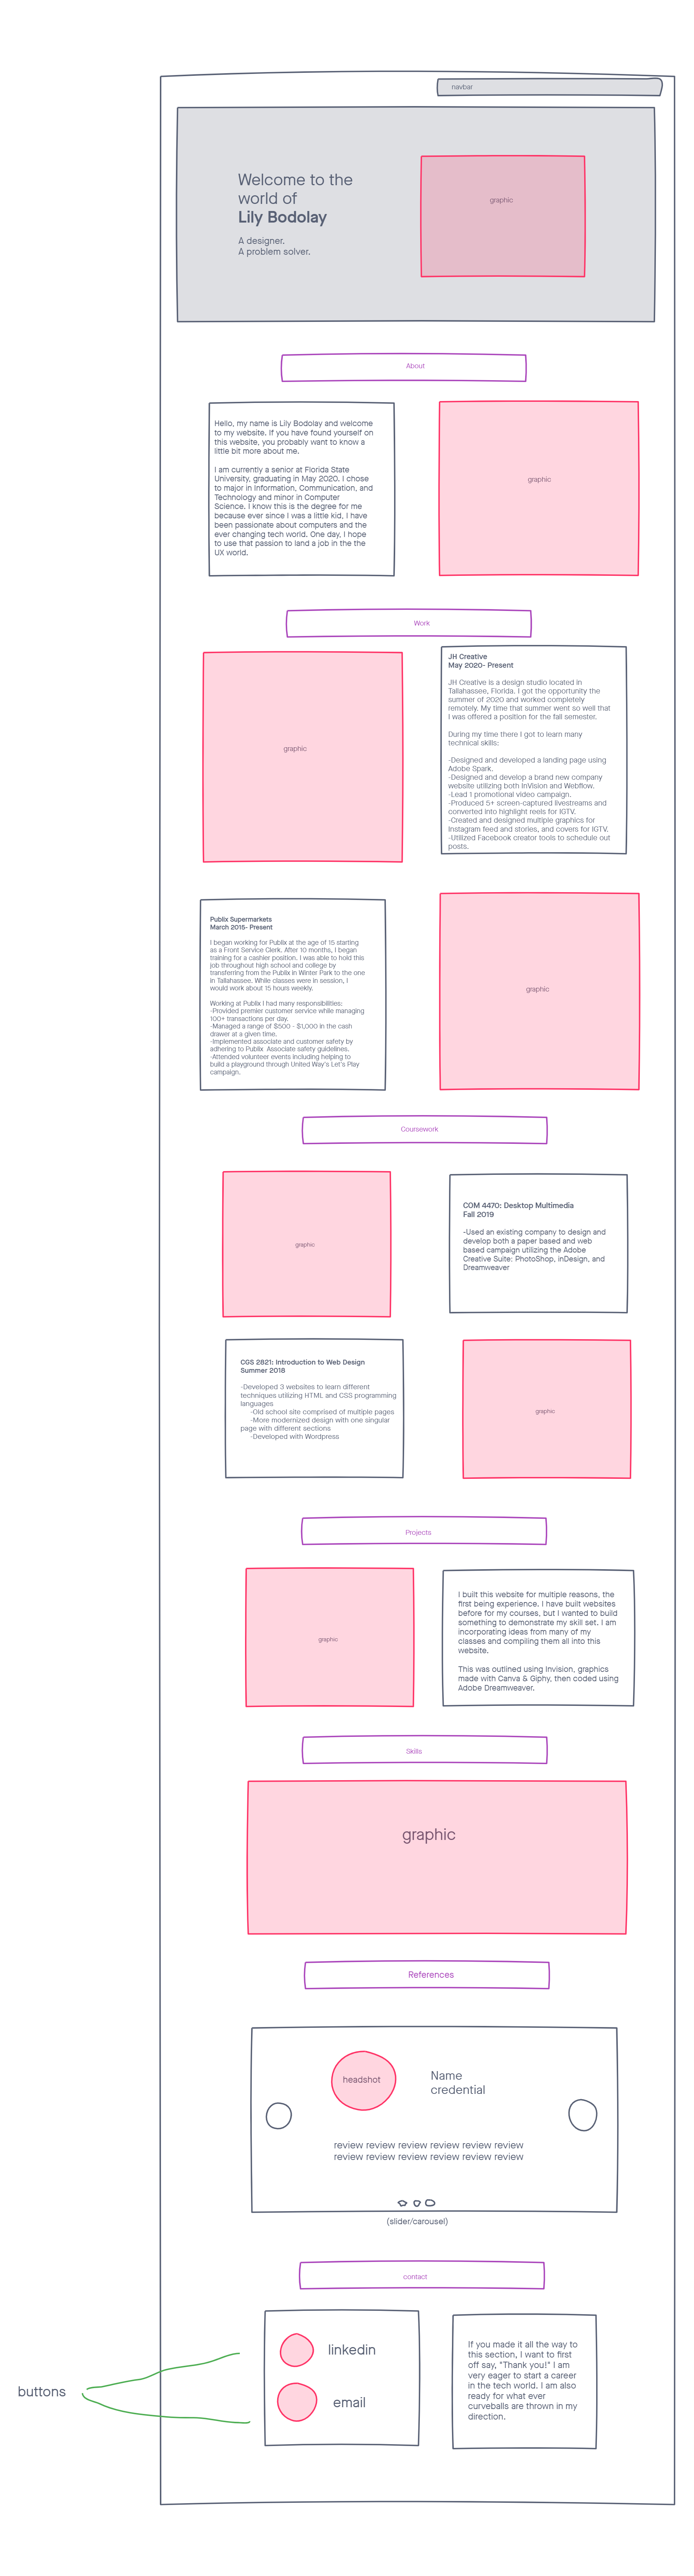 navbar
Welcome to the
world of
Lily Bodolay
A designer.
A problem solver.
graphic
About
Hello, my name is Lily Bodolay and welcome
to my website. If you have found yourself on
this website, you probably want to know a
little bit more about me.
I am currently a senior at Florida State
University, graduating in May 2020. I chose
to major in Information, Communication, and
Technology and minor in Computer
Science. I know this is the degree for me
because ever since I was a little kid, I have
been passionate about computers and the
ever changing tech world. One day, I hope
to use that passion to land a job in the the
UX world.
graphic
Work
graphic
JH Creative
May 2020- Present
JH Creative is a design studio located in
Tallahassee, Florida. I got the opportunity the
summer of 2020 and worked completely
remotely. My time that summer went so well that
I was offered a position for the fall semester.
During my time there I got to learn many
technical skills:
-Designed and developed a landing page using
Adobe Spark.
-Designed and develop a brand new company
website utilizing both InVision and Webflow.
-Lead 1 promotional video campaign.
-Produced 5+ screen-captured livestreams and
converted into highlight reels for IGTV.
-Created and designed multiple graphics for
Instagram feed and stories, and covers for IGTV.
-Utilized Facebook creator tools to schedule out
posts.
Publix Supermarkets
March 2015- Present
I began working for Publix at the age of 15 starting
as a Front Service Clerk. After 10 months, I began
training for a cashier position. I was able to hold this
job throughout high school and college by
transferring from the Publix in Winter Park to the one
in Tallahassee. While classes were in session, I
would work about 15 hours weekly.
Working at Publix I had many responsibilities:
-Provided premier customer service while managing
100+ transactions per day.
-Managed a range of $500 - $1,000 in the cash
drawer at a given time.
-Implemented associate and customer safety by
adhering to Publix Associate safety guidelines.
-Attended volunteer events including helping to
build a playground through United Way's Let's Play
campaign.
graphic
Coursework
graphic
COM 4470: Desktop Multimedia
Fall 2019
-Used an existing company to design and
develop both a paper based and web
based campaign utilizing the Adobe
Creative Suite: PhotoShop, inDesign, and
Dreamweaver
CGS 2821: Introduction to Web Design
Summer 2018
-Developed 3 websites to learn different
techniques utilizing HTML and CSS programming
languages
-Old school site comprised of multiple pages
-More modernized design with one singular
page with different sections
-Developed with Wordpress
graphic
Projects
graphic
I built this website for multiple reasons, the
first being experience. I have built websites
before for my courses, but I wanted to build
something to demonstrate my skill set. I am
incorporating ideas from many of my
classes and compiling them all into this
website.
This was outlined using Invision, graphics
made with Canva & Giphy, then coded using
Adobe Dreamweaver.
Skills
graphic
References
headshot
Name
credential
review review review review review review
review review review review review review
(slider/carousel)
contact
buttons
linkedin
email
If you made it all the way to
this section, I want to first
off say, "Thank you!" I am
very eager to start a career
in the tech world. I am also
ready for what ever
curveballs are thrown in my
direction.